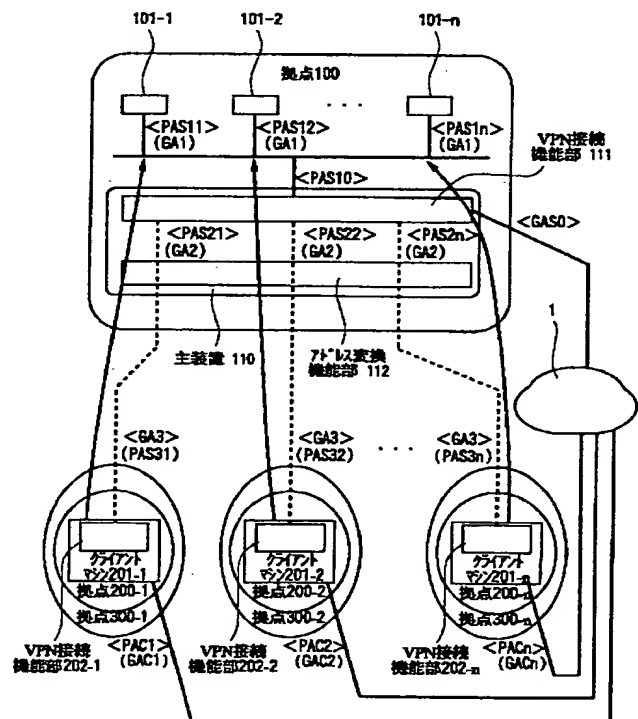 101-1
101-2
101-n
拠点100
<PAS11>
(GA1)
<PAS12>
(GA1)
<PAS1n>
(GA1)
VPN接続
機能部 111
<PAS10>
<GAS0>
<PAS21>
(GA2)
<PAS22>
(GA2)
<PAS2n>
(GA2)
主装置 110
アドレス変換
機能部 112
1
<GA3>
(PAS31)
<GA3>
(PAS32)
<GA3>
(PAS3n)
クライアント
マシン201-1
拠点200-1
拠点300-1
クライアント
マシン201-2
拠点200-2
拠点300-2
クライアント
マシン201-n
拠点200-n
拠点300-n
VPN接続
機能部202-1
<PAC1>
(GAC1)
VPN接続
機能部202-2
<PAC2>
(GAC2)
VPN接続
機能部202-n
<PACn>
(GACn)